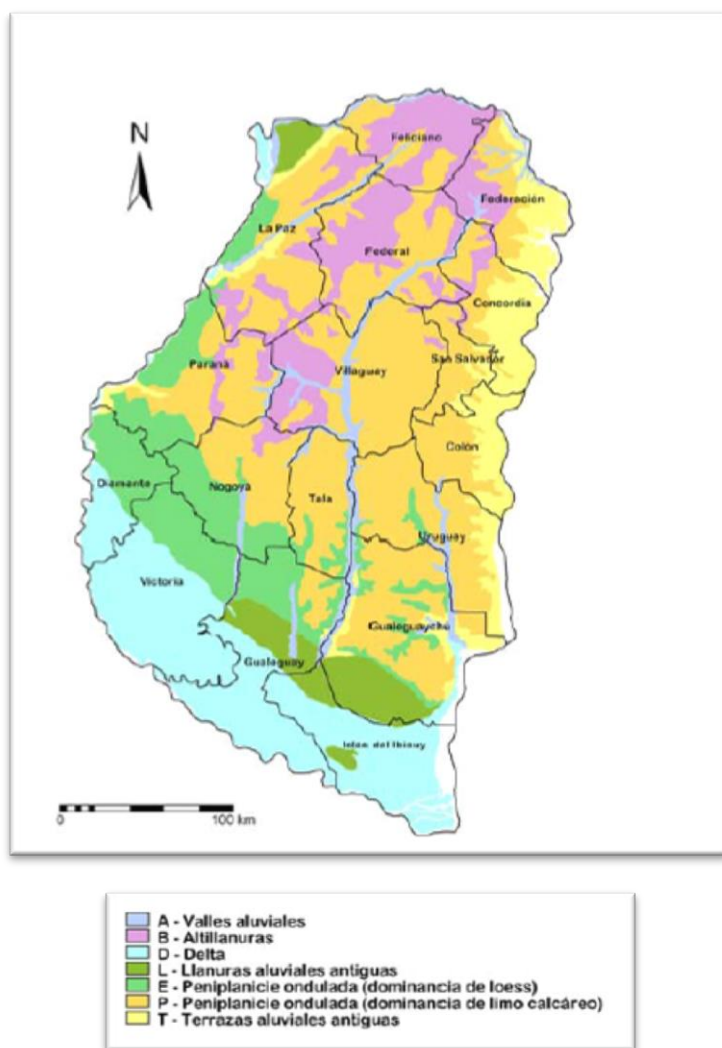 N
Feliciano
Federación
La Paz
Federal
Concordia
San Salvador
Paraná
Villaguay
Colón
Diamante
Nogoyá
Tala
Uruguay
Victoria
Gualeguaychú
Gualeguay
Islas del Ibicuy
0 100 km
A - Valles aluviales
B - Altillanuras
D - Delta
L - Llanuras aluviales antiguas
E - Peniplanicie ondulada (dominancia de loess)
P - Peniplanicie ondulada (dominancia de limo calcáreo)
T - Terrazas aluviales antiguas